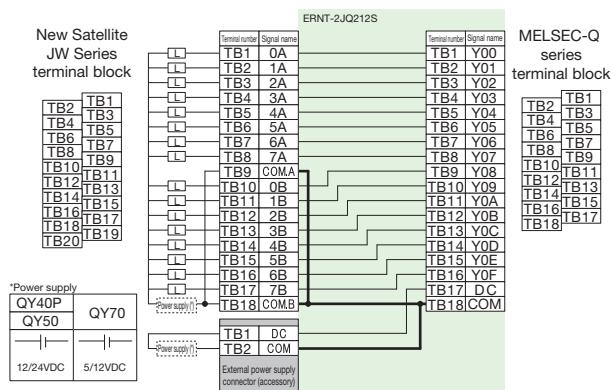 ERNT-2JQ212S
New Satellite
JW Series
terminal block
TB1
TB2
TB3
TB4
TB5
TB6
TB7
TB8
TB9
TB10
TB11
TB12
TB13
TB14
TB15
TB16
TB17
TB18
TB19
TB20
Terminal number Signal name
L TB1 0A
L TB2 1A
L TB3 2A
L TB4 3A
L TB5 4A
L TB6 5A
L TB7 6A
L TB8 7A
TB9 COM.A
L TB10 0B
L TB11 1B
L TB12 2B
L TB13 3B
L TB14 4B
L TB15 5B
L TB16 6B
L TB17 7B
Power supply (*) TB18 COM.B
TB1 DC
Power supply (*) TB2 COM
External power supply
connector (accessory)
Terminal number Signal name
TB1 Y00
TB2 Y01
TB3 Y02
TB4 Y03
TB5 Y04
TB6 Y05
TB7 Y06
TB8 Y07
TB9 Y08
TB10 Y09
TB11 Y0A
TB12 Y0B
TB13 Y0C
TB14 Y0D
TB15 Y0E
TB16 Y0F
TB17 DC
TB18 COM
MELSEC-Q
series
terminal block
TB1
TB2
TB3
TB4
TB5
TB6
TB7
TB8
TB9
TB10
TB11
TB12
TB13
TB14
TB15
TB16
TB17
TB18
*Power supply
QY40P
QY50
QY70
12/24VDC
5/12VDC